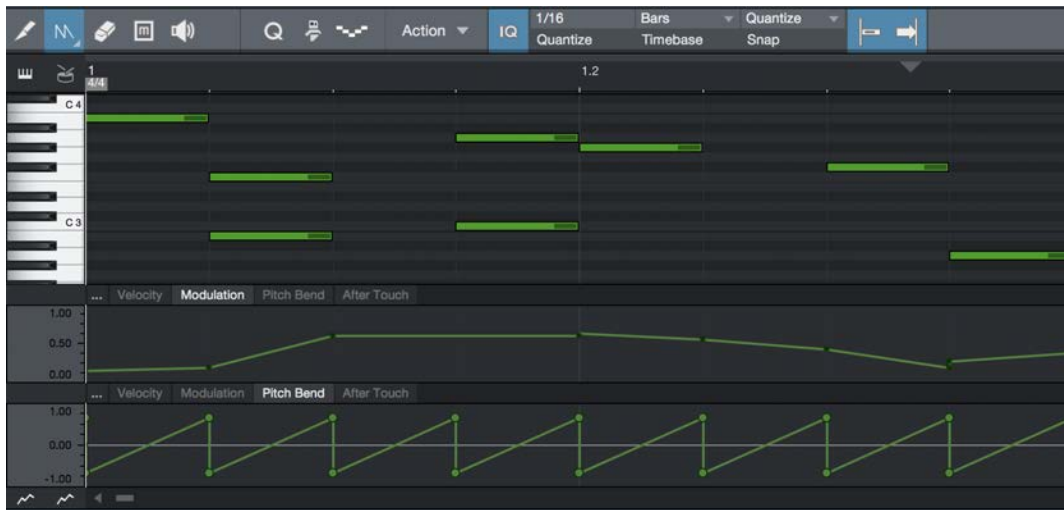 m Q Action IQ 1/16 Bars Quantize
Quantize Timebase Snap
1 1.2
4/4
C 4
C 3
... Velocity Modulation Pitch Bend After Touch
1.00
0.50
0.00
... Velocity Modulation Pitch Bend After Touch
1.00
0.00
-1.00